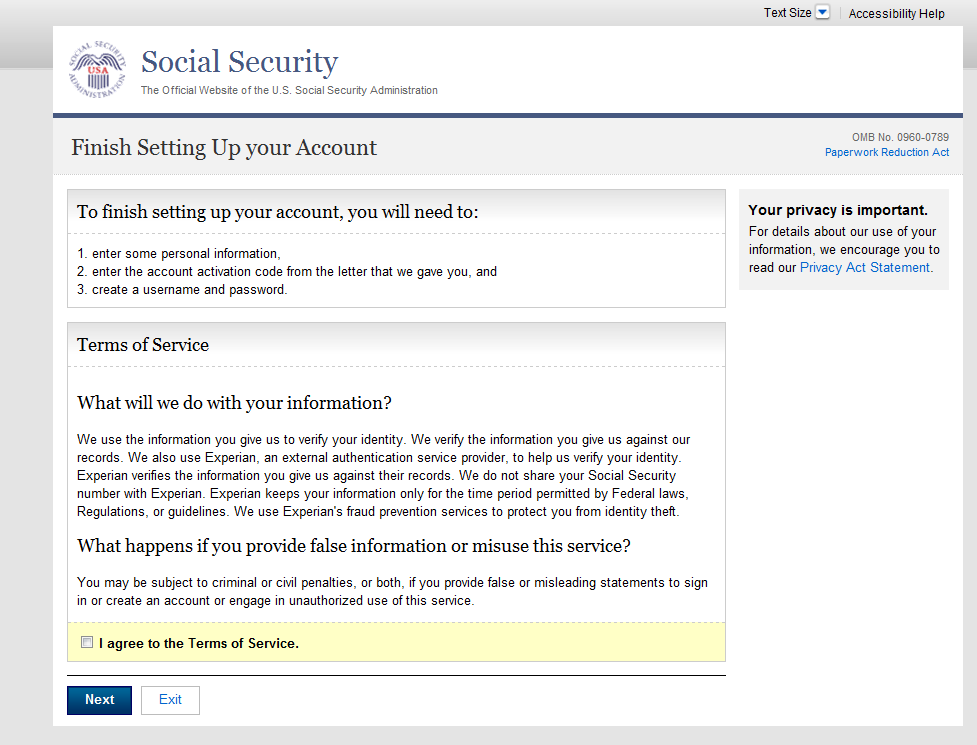 Text Size
Accessibility Help
SOCIAL SECURITY ADMINISTRATION
USA
Social Security
The Official Website of the U.S. Social Security Administration
Finish Setting Up your Account
OMB No. 0960-0789
Paperwork Reduction Act
To finish setting up your account, you will need to:
1. enter some personal information,
2. enter the account activation code from the letter that we gave you, and
3. create a username and password.
Your privacy is important.
For details about our use of your
information, we encourage you to
read our Privacy Act Statement.
Terms of Service
What will we do with your information?
We use the information you give us to verify your identity. We verify the information you give us against our
records. We also use Experian, an external authentication service provider, to help us verify your identity.
Experian verifies the information you give us against their records. We do not share your Social Security
number with Experian. Experian keeps your information only for the time period permitted by Federal laws,
Regulations, or guidelines. We use Experian's fraud prevention services to protect you from identity theft.
What happens if you provide false information or misuse this service?
You may be subject to criminal or civil penalties, or both, if you provide false or misleading statements to sign
in or create an account or engage in unauthorized use of this service.
I agree to the Terms of Service.
Next
Exit